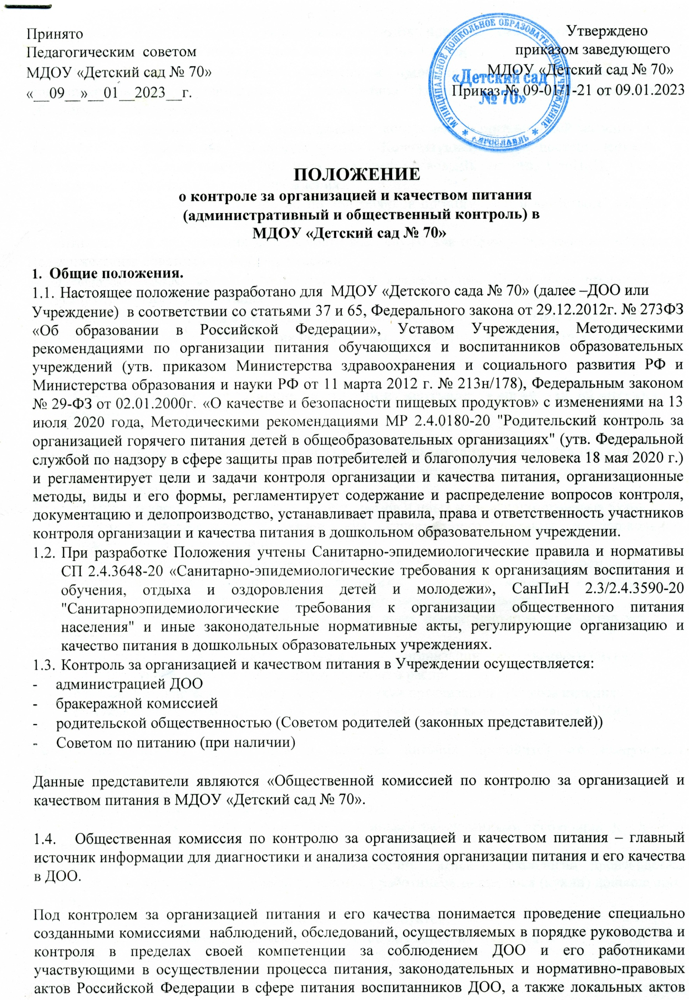 Принято
Педагогическим советом
МДОУ «Детский сад № 70»
«__09__»__01__2023__г.
Утверждено
приказом заведующего
МДОУ «Детский сад № 70»
Приказ № 09-01/1-21 от 09.01.2023
МУНИЦИПАЛЬНОЕ ДОШКОЛЬНОЕ ОБРАЗОВАТЕЛЬНОЕ УЧРЕЖДЕНИЕ
«Детский сад
№ 70»
* г.ЯРОСЛАВЛЬ *
ПОЛОЖЕНИЕ
о контроле за организацией и качеством питания
(административный и общественный контроль) в
МДОУ «Детский сад № 70»
1. Общие положения.
1.1. Настоящее положение разработано для МДОУ «Детского сада № 70» (далее –ДОО или
Учреждение) в соответствии со статьями 37 и 65, Федерального закона от 29.12.2012г. № 273ФЗ
«Об образовании в Российской Федерации», Уставом Учреждения, Методическими
рекомендациями по организации питания обучающихся и воспитанников образовательных
учреждений (утв. приказом Министерства здравоохранения и социального развития РФ и
Министерства образования и науки РФ от 11 марта 2012 г. № 213н/178), Федеральным законом
№ 29-ФЗ от 02.01.2000г. «О качестве и безопасности пищевых продуктов» с изменениями на 13
июля 2020 года, Методическими рекомендациями МР 2.4.0180-20 "Родительский контроль за
организацией горячего питания детей в общеобразовательных организациях" (утв. Федеральной
службой по надзору в сфере защиты прав потребителей и благополучия человека 18 мая 2020 г.)
и регламентирует цели и задачи контроля организации и качества питания, организационные
методы, виды и его формы, регламентирует содержание и распределение вопросов контроля,
документацию и делопроизводство, устанавливает правила, права и ответственность участников
контроля организации и качества питания в дошкольном образовательном учреждении.
1.2. При разработке Положения учтены Санитарно-эпидемиологические правила и нормативы
СП 2.4.3648-20 «Санитарно-эпидемиологические требования к организациям воспитания и
обучения, отдыха и оздоровления детей и молодежи», СанПиН 2.3/2.4.3590-20
"Санитарноэпидемиологические требования к организации общественного питания
населения" и иные законодательные нормативные акты, регулирующие организацию и
качество питания в дошкольных образовательных учреждениях.
1.3. Контроль за организацией и качеством питания в Учреждении осуществляется:
- администрацией ДОО
- бракеражной комиссией
- родительской общественностью (Советом родителей (законных представителей))
- Советом по питанию (при наличии)
Данные представители являются «Общественной комиссией по контролю за организацией и
качеством питания в МДОУ «Детский сад № 70».
1.4. Общественная комиссия по контролю за организацией и качеством питания – главный
источник информации для диагностики и анализа состояния организации питания и его качества
в ДОО.
Под контролем за организацией питания и его качества понимается проведение специально
созданными комиссиями наблюдений, обследований, осуществляемых в порядке руководства и
контроля в пределах своей компетенции за соблюдением ДОО и его работниками
участвующими в осуществлении процесса питания, законодательных и нормативно-правовых
актов Российской Федерации в сфере питания воспитанников ДОО, а также локальных актов